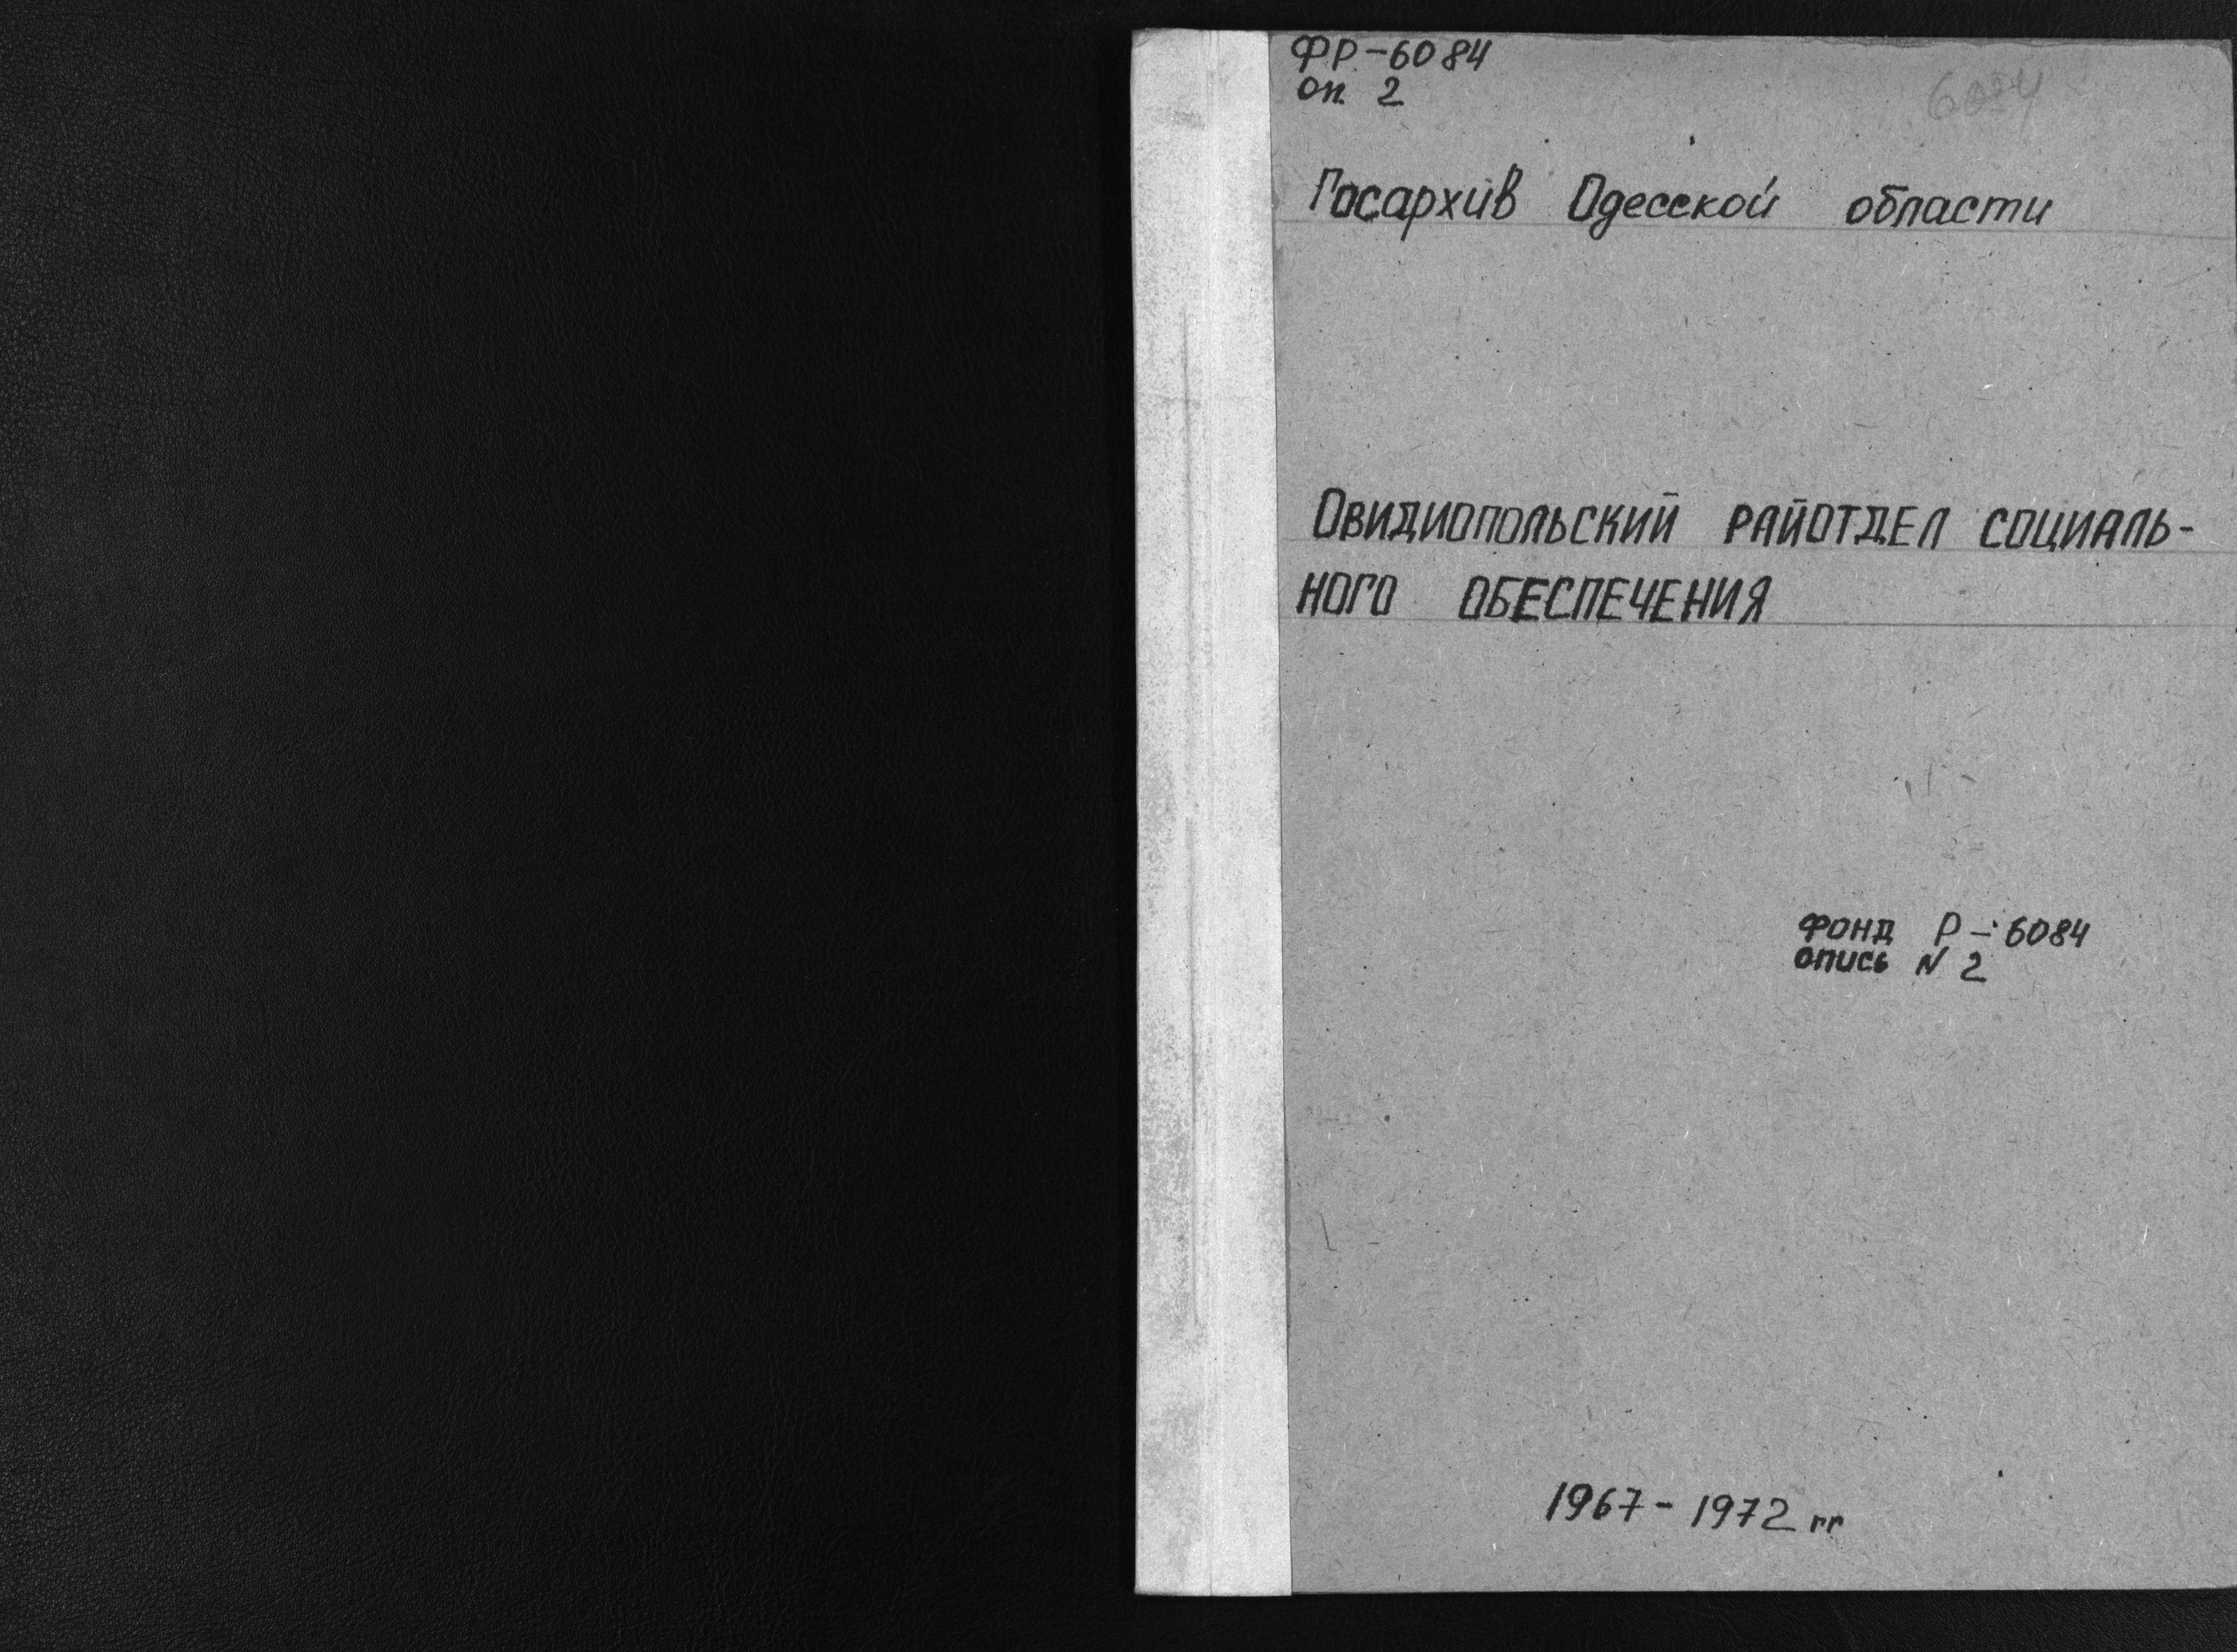 ФР-6084
оп. 2
6084
Госархив Одесской области
ОВИДИОПОЛЬСКИЙ РАЙОТДЕЛ СОЦИАЛЬ-
НОГО ОБЕСПЕЧЕНИЯ
ФОНД Р-6084
опись N 2
1967-1972 гг